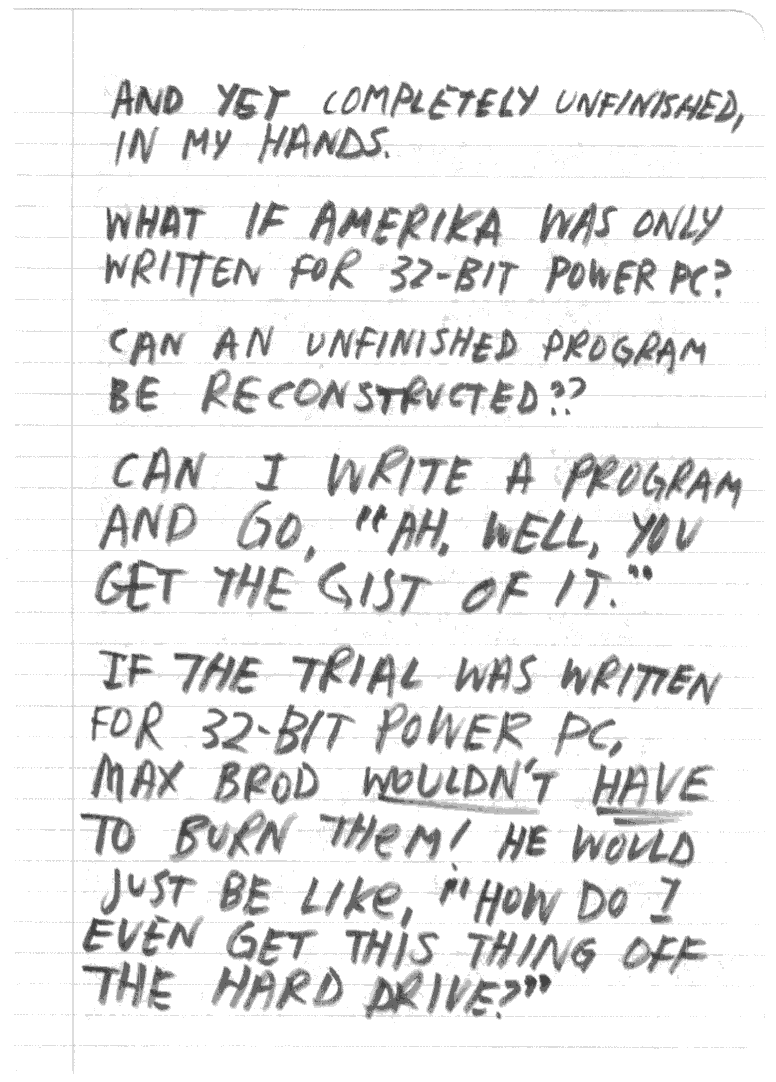 AND YET COMPLETELY UNFINISHED,
IN MY HANDS.
WHAT IF AMERIKA WAS ONLY
WRITTEN FOR 32-BIT POWER PC?
CAN AN UNFINISHED PROGRAM
BE RECONSTRUCTED??
CAN I WRITE A PROGRAM
AND GO, "AH, WELL, YOU
GET THE GIST OF IT."
IF THE TRIAL WAS WRITTEN
FOR 32-BIT POWER PC,
MAX BROD WOULDN'T HAVE
TO BURN THEM! HE WOULD
JUST BE LIKE, "HOW DO I
EVEN GET THIS THING OFF
THE HARD DRIVE?"